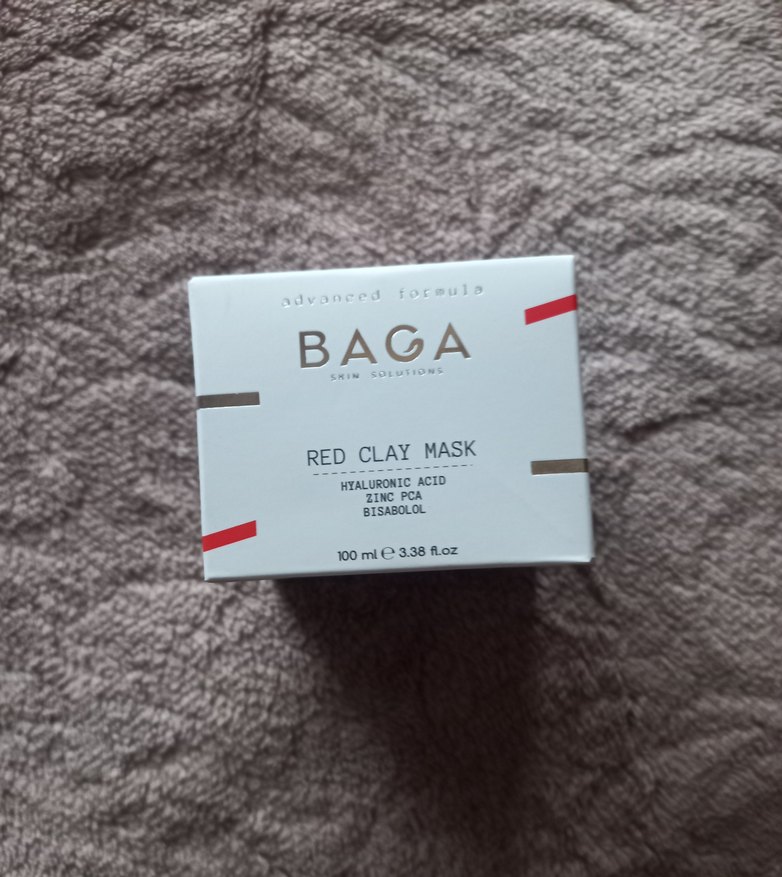 advanced formula
BAGA
SKIN SOLUTIONS
RED CLAY MASK
HYALURONIC ACID
ZINC PCA
BISABOLOL
100 ml ℮ 3.38 fl.oz